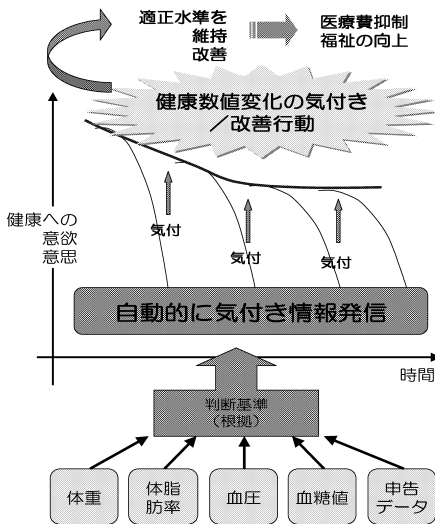 適正水準を
維持
改善
医療費抑制
福祉の向上
健康数値変化の気付き
／改善行動
健康への
意欲
意思
気付
気付
気付
自動的に気付き情報発信
時間
判断基準
（根拠）
体重
体脂
肪率
血圧
血糖値
申告
データ